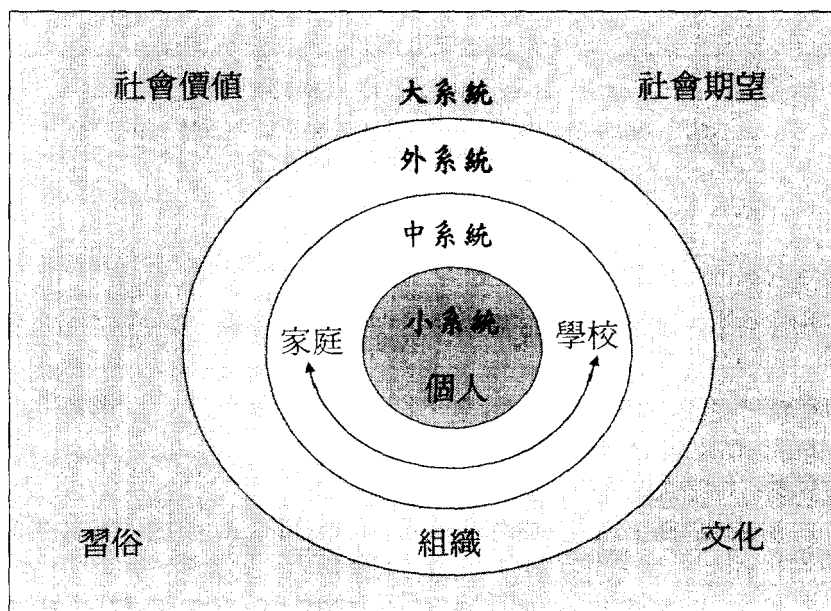 社會價值 大系統 社會期望
外系統
中系統
小系統
家庭 學校
個人
習俗 組織 文化